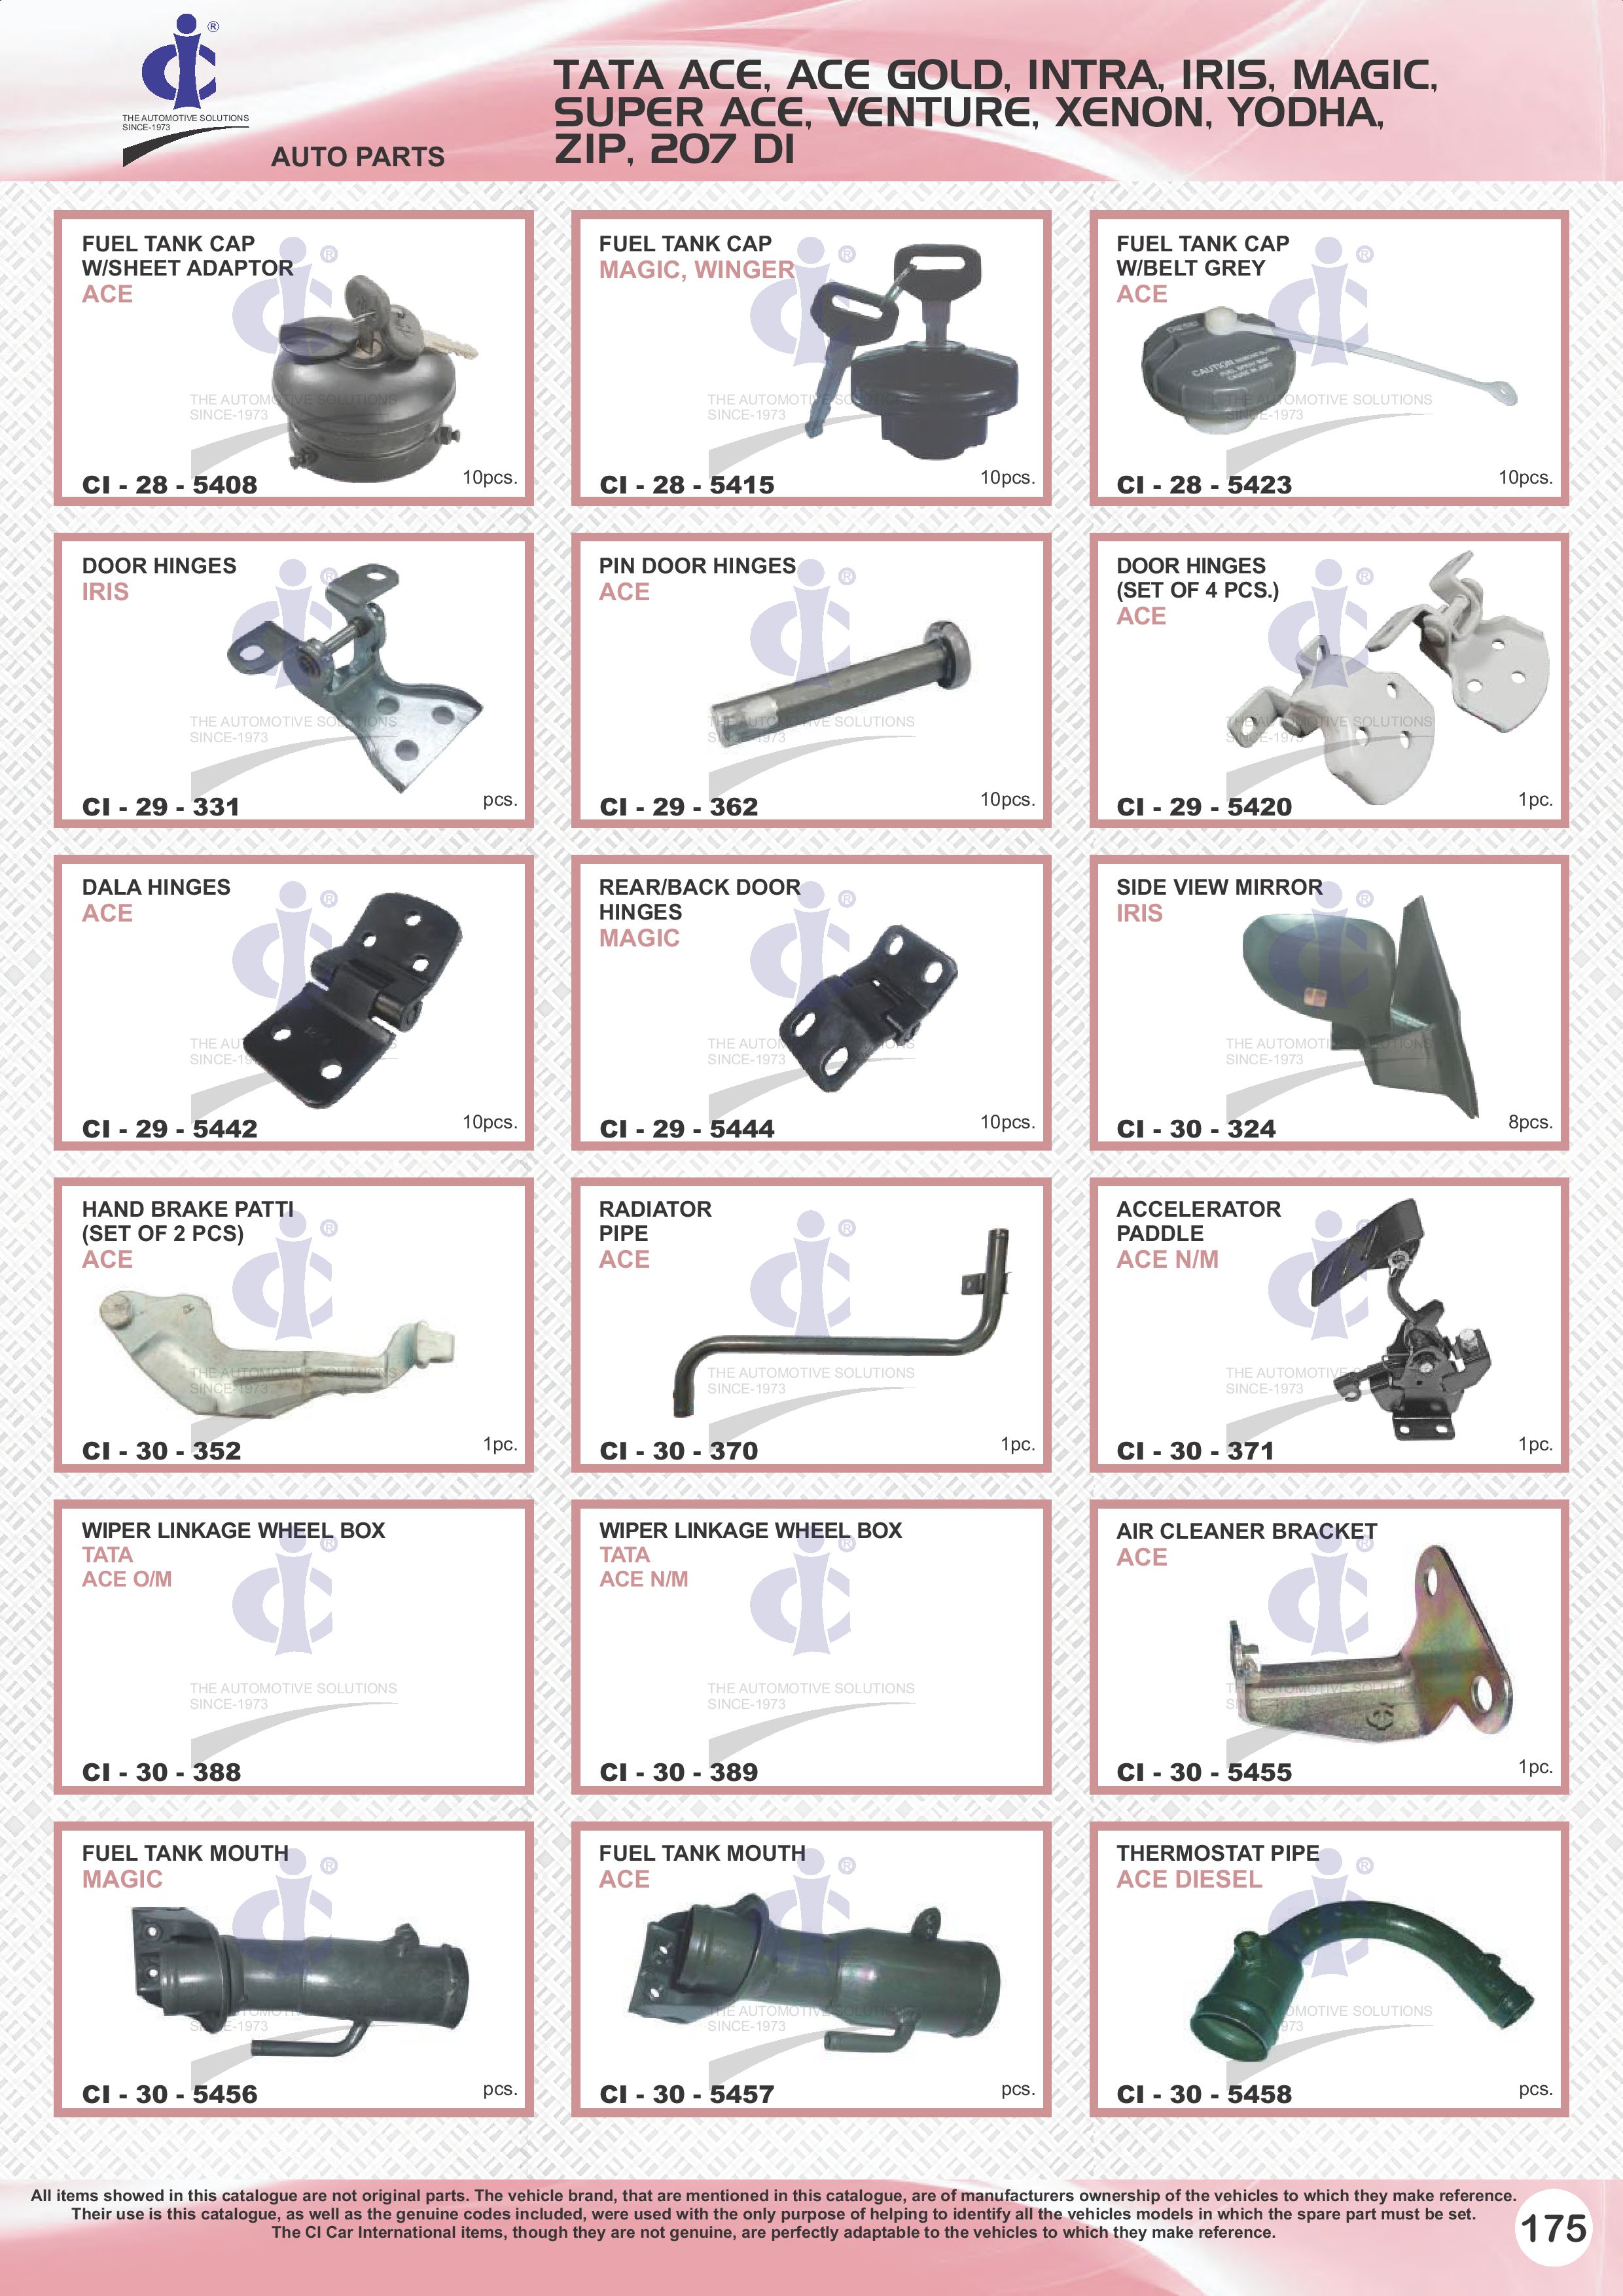 ®
THE AUTOMOTIVE SOLUTIONS
SINCE-1973
AUTO PARTS
TATA ACE, ACE GOLD, INTRA, IRIS, MAGIC,
SUPER ACE, VENTURE, XENON, YODHA,
ZIP, 207 DI
FUEL TANK CAP
W/SHEET ADAPTOR
ACE
CI - 28 - 5408
10pcs.
FUEL TANK CAP
MAGIC, WINGER
CI - 28 - 5415
10pcs.
FUEL TANK CAP
W/BELT GREY
ACE
DIESEL
CAUTION
CI - 28 - 5423
10pcs.
DOOR HINGES
IRIS
CI - 29 - 331
pcs.
PIN DOOR HINGES
ACE
CI - 29 - 362
10pcs.
DOOR HINGES
(SET OF 4 PCS.)
ACE
CI - 29 - 5420
1pc.
DALA HINGES
ACE
CI - 29 - 5442
10pcs.
REAR/BACK DOOR
HINGES
MAGIC
CI - 29 - 5444
10pcs.
SIDE VIEW MIRROR
IRIS
CI - 30 - 324
8pcs.
HAND BRAKE PATTI
(SET OF 2 PCS)
ACE
CI - 30 - 352
1pc.
RADIATOR
PIPE
ACE
CI - 30 - 370
1pc.
ACCELERATOR
PADDLE
ACE N/M
CI - 30 - 371
1pc.
WIPER LINKAGE WHEEL BOX
TATA
ACE O/M
THE AUTOMOTIVE SOLUTIONS
SINCE-1973
CI - 30 - 388
WIPER LINKAGE WHEEL BOX
TATA
ACE N/M
THE AUTOMOTIVE SOLUTIONS
SINCE-1973
CI - 30 - 389
AIR CLEANER BRACKET
ACE
CI - 30 - 5455
1pc.
FUEL TANK MOUTH
MAGIC
CI - 30 - 5456
pcs.
FUEL TANK MOUTH
ACE
CI - 30 - 5457
pcs.
THERMOSTAT PIPE
ACE DIESEL
CI - 30 - 5458
pcs.
All items showed in this catalogue are not original parts. The vehicle brand, that are mentioned in this catalogue, are of manufacturers ownership of the vehicles to which they make reference.
Their use is this catalogue, as well as the genuine codes included, were used with the only purpose of helping to identify all the vehicles models in which the spare part must be set.
The CI Car International items, though they are not genuine, are perfectly adaptable to the vehicles to which they make reference.
175